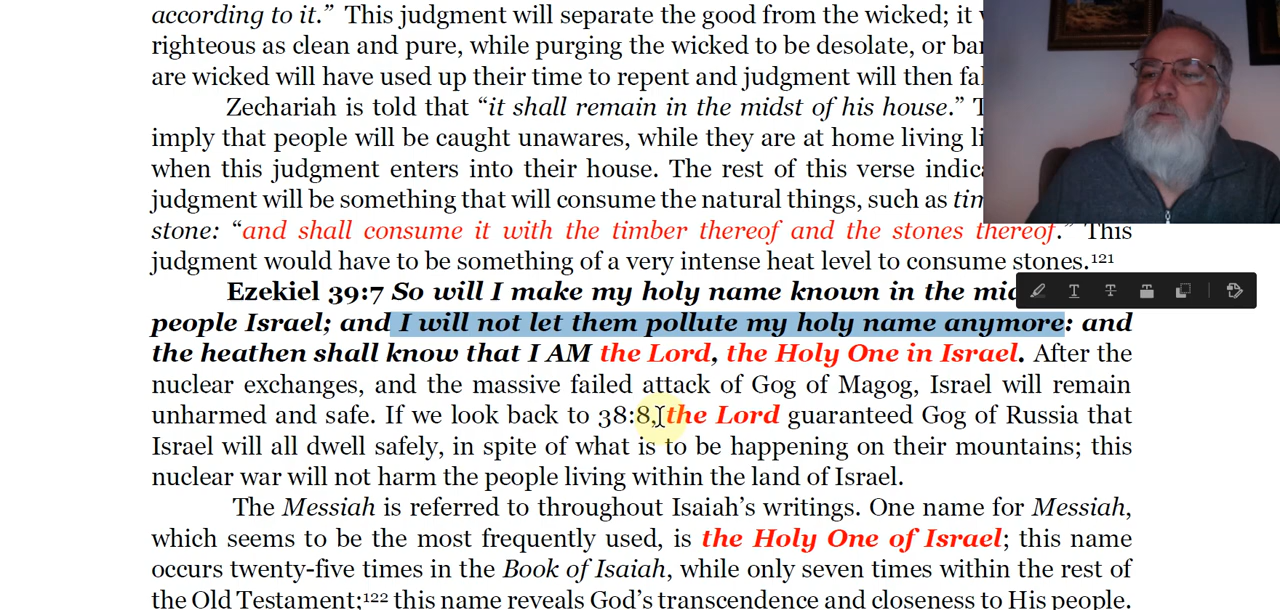 according to it.” This judgment will separate the good from the wicked; it
righteous as clean and pure, while purging the wicked to be desolate, or
are wicked will have used up their time to repent and judgment will then
Zechariah is told that “it shall remain in the midst of his house.”
imply that people will be caught unawares, while they are at home living
when this judgment enters into their house. The rest of this verse
judgment will be something that will consume the natural things, such as
stone: “and shall consume it with the timber thereof and the stones thereof.” This
judgment would have to be something of a very intense heat level to consume stones.¹²¹
Ezekiel 39:7 So will I make my holy name known in the
people Israel; and I will not let them pollute my holy name anymore: and
the heathen shall know that I AM the Lord, the Holy One in Israel. After the
nuclear exchanges, and the massive failed attack of Gog of Magog, Israel will remain
unharmed and safe. If we look back to 38:8, the Lord guaranteed Gog of Russia that
Israel will all dwell safely, in spite of what is to be happening on their mountains; this
nuclear war will not harm the people living within the land of Israel.
The Messiah is referred to throughout Isaiah’s writings. One name for Messiah,
which seems to be the most frequently used, is the Holy One of Israel; this name
occurs twenty-five times in the Book of Isaiah, while only seven times within the rest of
the Old Testament;¹²² this name reveals God’s transcendence and closeness to His people.